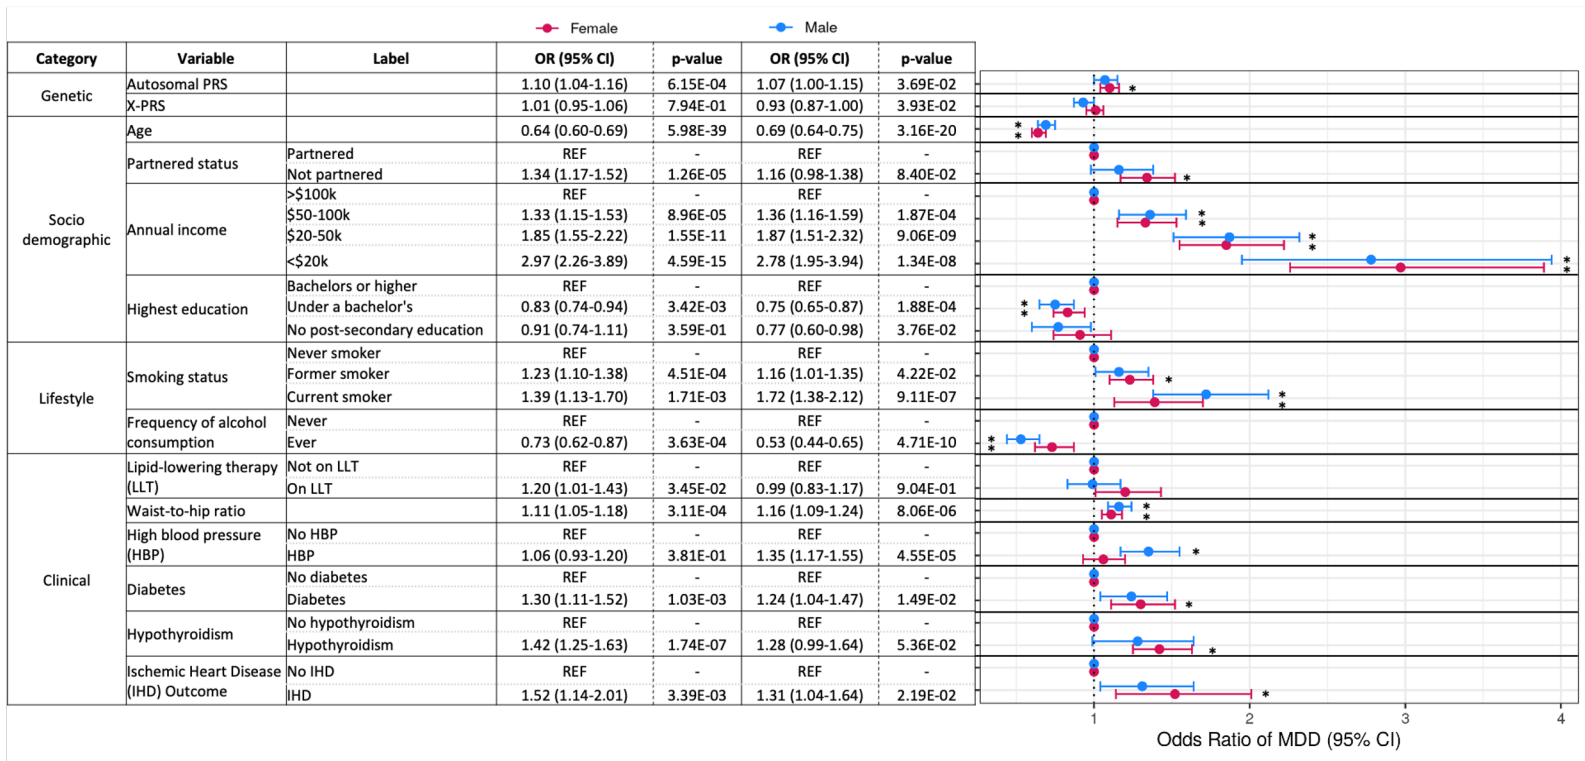 Female Male
Category Variable Label OR (95% CI) p-value OR (95% CI) p-value
Genetic
Autosomal PRS 1.10 (1.04-1.16) 6.15E-04 1.07 (1.00-1.15) 3.69E-02 *
X-PRS 1.01 (0.95-1.06) 7.94E-01 0.93 (0.87-1.00) 3.93E-02
Socio
demographic
Age 0.64 (0.60-0.69) 5.98E-39 0.69 (0.64-0.75) 3.16E-20 * *
Partnered status
Partnered REF - REF -
Not partnered 1.34 (1.17-1.52) 1.26E-05 1.16 (0.98-1.38) 8.40E-02 *
Annual income
>$100k REF - REF -
$50-100k 1.33 (1.15-1.53) 8.96E-05 1.36 (1.16-1.59) 1.87E-04 * *
$20-50k 1.85 (1.55-2.22) 1.55E-11 1.87 (1.51-2.32) 9.06E-09 * *
<$20k 2.97 (2.26-3.89) 4.59E-15 2.78 (1.95-3.94) 1.34E-08 * *
Highest education
Bachelors or higher REF - REF -
Under a bachelor's 0.83 (0.74-0.94) 3.42E-03 0.75 (0.65-0.87) 1.88E-04 * *
No post-secondary education 0.91 (0.74-1.11) 3.59E-01 0.77 (0.60-0.98) 3.76E-02
Lifestyle
Smoking status
Never smoker REF - REF -
Former smoker 1.23 (1.10-1.38) 4.51E-04 1.16 (1.01-1.35) 4.22E-02 *
Current smoker 1.39 (1.13-1.70) 1.71E-03 1.72 (1.38-2.12) 9.11E-07 * *
Frequency of alcohol
consumption
Never REF - REF -
Ever 0.73 (0.62-0.87) 3.63E-04 0.53 (0.44-0.65) 4.71E-10 * *
Clinical
Lipid-lowering therapy
(LLT)
Not on LLT REF - REF -
On LLT 1.20 (1.01-1.43) 3.45E-02 0.99 (0.83-1.17) 9.04E-01
Waist-to-hip ratio 1.11 (1.05-1.18) 3.11E-04 1.16 (1.09-1.24) 8.06E-06 * *
High blood pressure
(HBP)
No HBP REF - REF -
HBP 1.06 (0.93-1.20) 3.81E-01 1.35 (1.17-1.55) 4.55E-05 *
Diabetes
No diabetes REF - REF -
Diabetes 1.30 (1.11-1.52) 1.03E-03 1.24 (1.04-1.47) 1.49E-02 *
Hypothyroidism
No hypothyroidism REF - REF -
Hypothyroidism 1.42 (1.25-1.63) 1.74E-07 1.28 (0.99-1.64) 5.36E-02 *
Ischemic Heart Disease
(IHD) Outcome
No IHD REF - REF -
IHD 1.52 (1.14-2.01) 3.39E-03 1.31 (1.04-1.64) 2.19E-02 *
1 2 3 4
Odds Ratio of MDD (95% CI)